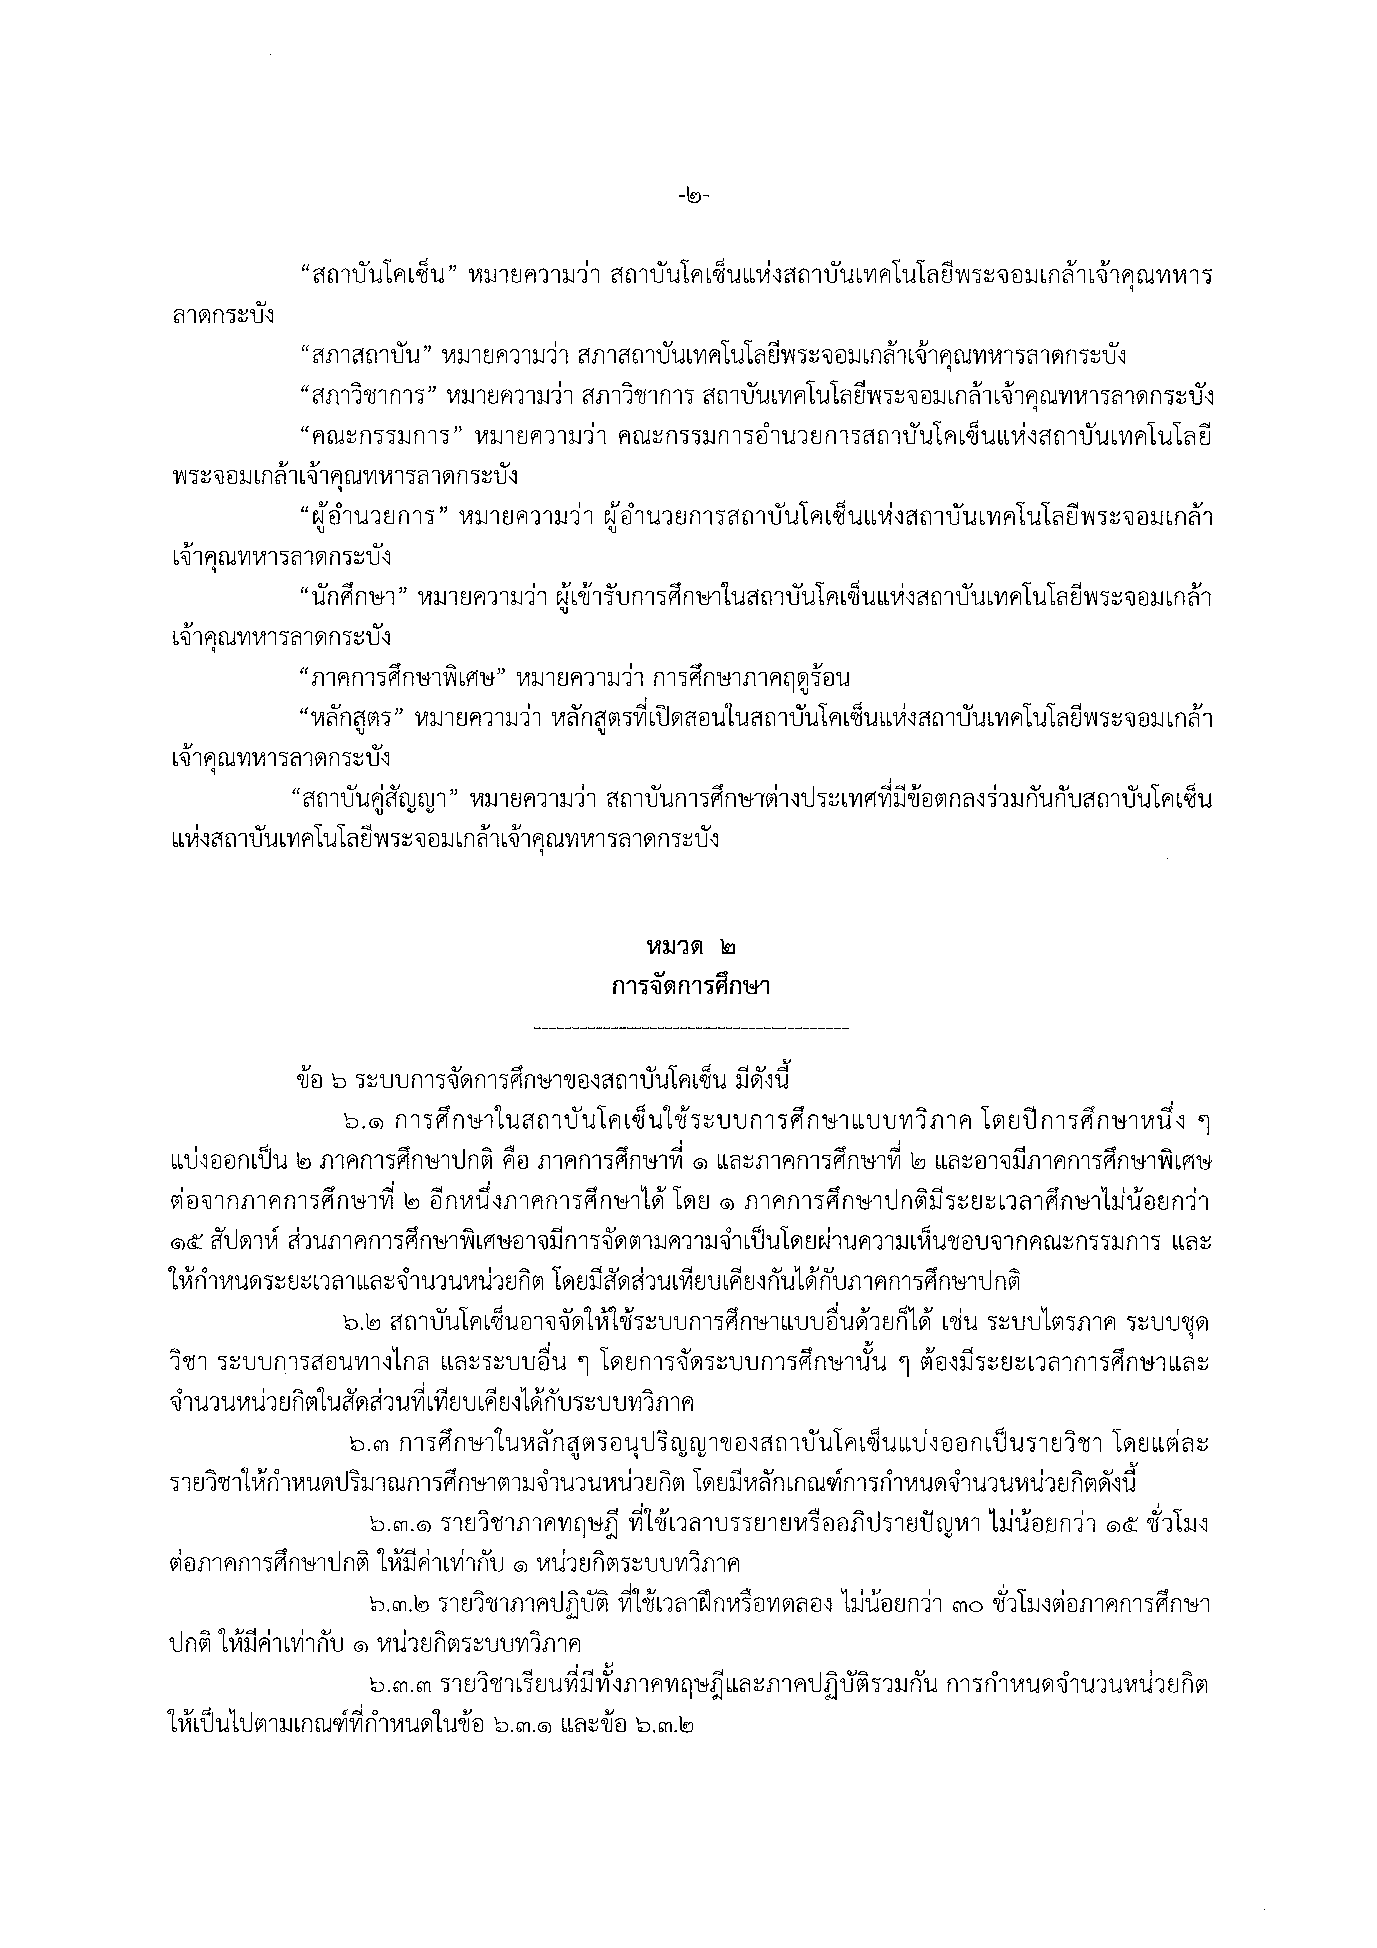 -๒-
“สถาบันโคเซ็น” หมายความว่า สถาบันโคเซ็นแห่งสถาบันเทคโนโลยีพระจอมเกล้าเจ้าคุณทหาร
ลาดกระบัง
“สภาสถาบัน” หมายความว่า สภาสถาบันเทคโนโลยีพระจอมเกล้าเจ้าคุณทหารลาดกระบัง
“สภาวิชาการ” หมายความว่า สภาวิชาการ สถาบันเทคโนโลยีพระจอมเกล้าเจ้าคุณทหารลาดกระบัง
“คณะกรรมการ” หมายความว่า คณะกรรมการอำนวยการสถาบันโคเซ็นแห่งสถาบันเทคโนโลยี
พระจอมเกล้าเจ้าคุณทหารลาดกระบัง
“ผู้อำนวยการ” หมายความว่า ผู้อำนวยการสถาบันโคเซ็นแห่งสถาบันเทคโนโลยีพระจอมเกล้า
เจ้าคุณทหารลาดกระบัง
“นักศึกษา” หมายความว่า ผู้เข้ารับการศึกษาในสถาบันโคเซ็นแห่งสถาบันเทคโนโลยีพระจอมเกล้า
เจ้าคุณทหารลาดกระบัง
“ภาคการศึกษาพิเศษ” หมายความว่า การศึกษาภาคฤดูร้อน
“หลักสูตร” หมายความว่า หลักสูตรที่เปิดสอนในสถาบันโคเซ็นแห่งสถาบันเทคโนโลยีพระจอมเกล้า
เจ้าคุณทหารลาดกระบัง
“สถาบันคู่สัญญา” หมายความว่า สถาบันการศึกษาต่างประเทศที่มีข้อตกลงร่วมกันกับสถาบันโคเซ็น
แห่งสถาบันเทคโนโลยีพระจอมเกล้าเจ้าคุณทหารลาดกระบัง
หมวด ๒
การจัดการศึกษา
ข้อ ๖ ระบบการจัดการศึกษาของสถาบันโคเซ็น มีดังนี้
๖.๑ การศึกษาในสถาบันโคเซ็นใช้ระบบการศึกษาแบบทวิภาค โดยปีการศึกษาหนึ่ง ๆ
แบ่งออกเป็น ๒ ภาคการศึกษาปกติ คือ ภาคการศึกษาที่ ๑ และภาคการศึกษาที่ ๒ และอาจมีภาคการศึกษาพิเศษ
ต่อจากภาคการศึกษาที่ ๒ อีกหนึ่งภาคการศึกษาได้ โดย ๑ ภาคการศึกษาปกติมีระยะเวลาศึกษาไม่น้อยกว่า
๑๕ สัปดาห์ ส่วนภาคการศึกษาพิเศษอาจมีการจัดตามความจำเป็นโดยผ่านความเห็นชอบจากคณะกรรมการ และ
ให้กำหนดระยะเวลาและจำนวนหน่วยกิต โดยมีสัดส่วนเทียบเคียงกันได้กับภาคการศึกษาปกติ
๖.๒ สถาบันโคเซ็นอาจจัดให้ใช้ระบบการศึกษาแบบอื่นด้วยก็ได้ เช่น ระบบไตรภาค ระบบชุด
วิชา ระบบการสอนทางไกล และระบบอื่น ๆ โดยการจัดระบบการศึกษานั้น ๆ ต้องมีระยะเวลาการศึกษาและ
จำนวนหน่วยกิตในสัดส่วนที่เทียบเคียงได้กับระบบทวิภาค
๖.๓ การศึกษาในหลักสูตรอนุปริญญาของสถาบันโคเซ็นแบ่งออกเป็นรายวิชา โดยแต่ละ
รายวิชาให้กำหนดปริมาณการศึกษาตามจำนวนหน่วยกิต โดยมีหลักเกณฑ์การกำหนดจำนวนหน่วยกิตดังนี้
๖.๓.๑ รายวิชาภาคทฤษฎี ที่ใช้เวลาบรรยายหรืออภิปรายปัญหา ไม่น้อยกว่า ๑๕ ชั่วโมง
ต่อภาคการศึกษาปกติ ให้มีค่าเท่ากับ ๑ หน่วยกิตระบบทวิภาค
๖.๓.๒ รายวิชาภาคปฏิบัติ ที่ใช้เวลาฝึกหรือทดลอง ไม่น้อยกว่า ๓๐ ชั่วโมงต่อภาคการศึกษา
ปกติ ให้มีค่าเท่ากับ ๑ หน่วยกิตระบบทวิภาค
๖.๓.๓ รายวิชาเรียนที่มีทั้งภาคทฤษฎีและภาคปฏิบัติรวมกัน การกำหนดจำนวนหน่วยกิต
ให้เป็นไปตามเกณฑ์ที่กำหนดในข้อ ๖.๓.๑ และข้อ ๖.๓.๒